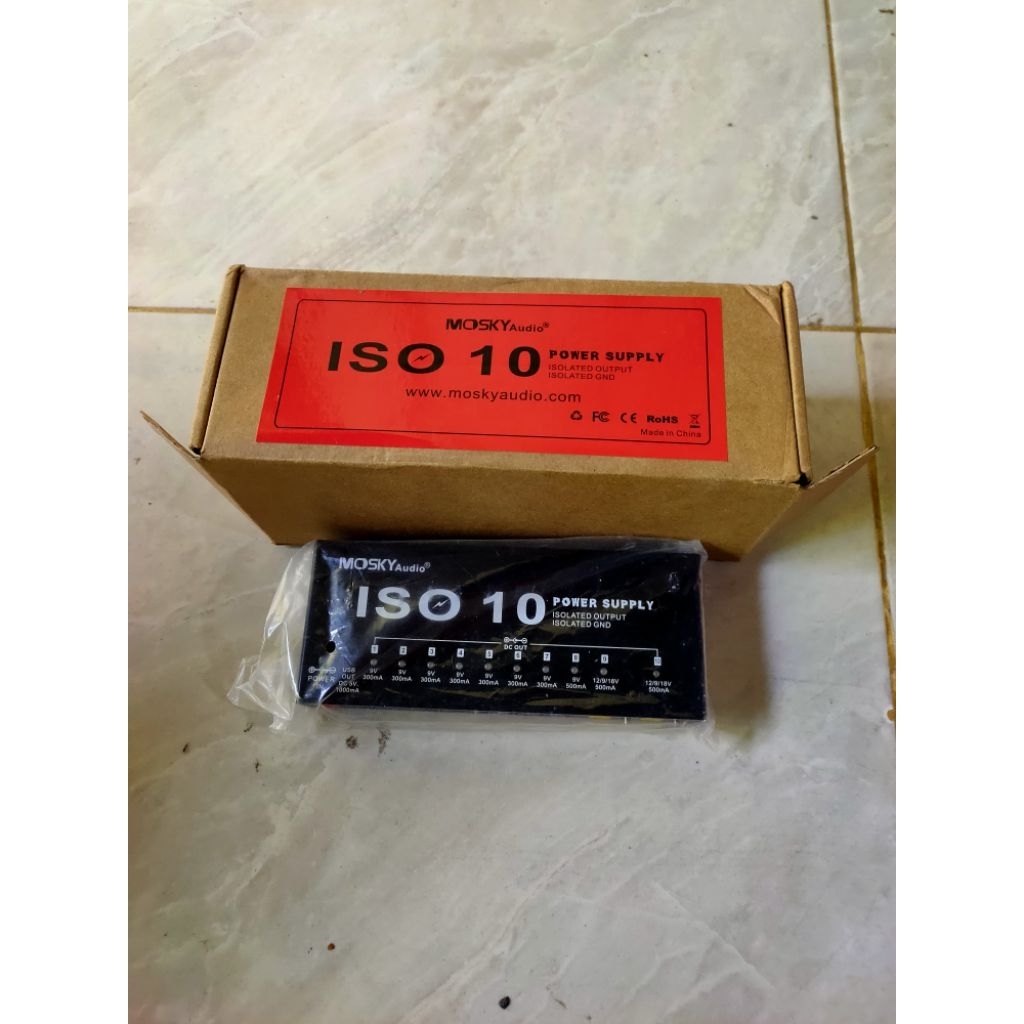 MOSKYAudio®
ISO 10 POWER SUPPLY
ISOLATED OUTPUT
ISOLATED GND
www.moskyaudio.com
FC CE RoHS
Made in China
MOSKYAudio®
ISO 10 POWER SUPPLY
ISOLATED OUTPUT
ISOLATED GND
DC OUT
1 2 3 4 5 6 7 8 9 10
POWER
USB OUT DC 5V, 1000mA
9V 300mA
9V 300mA
9V 300mA
9V 300mA
9V 300mA
9V 300mA
9V 300mA
9V 500mA
12/9/18V 500mA
12/9/18V 500mA